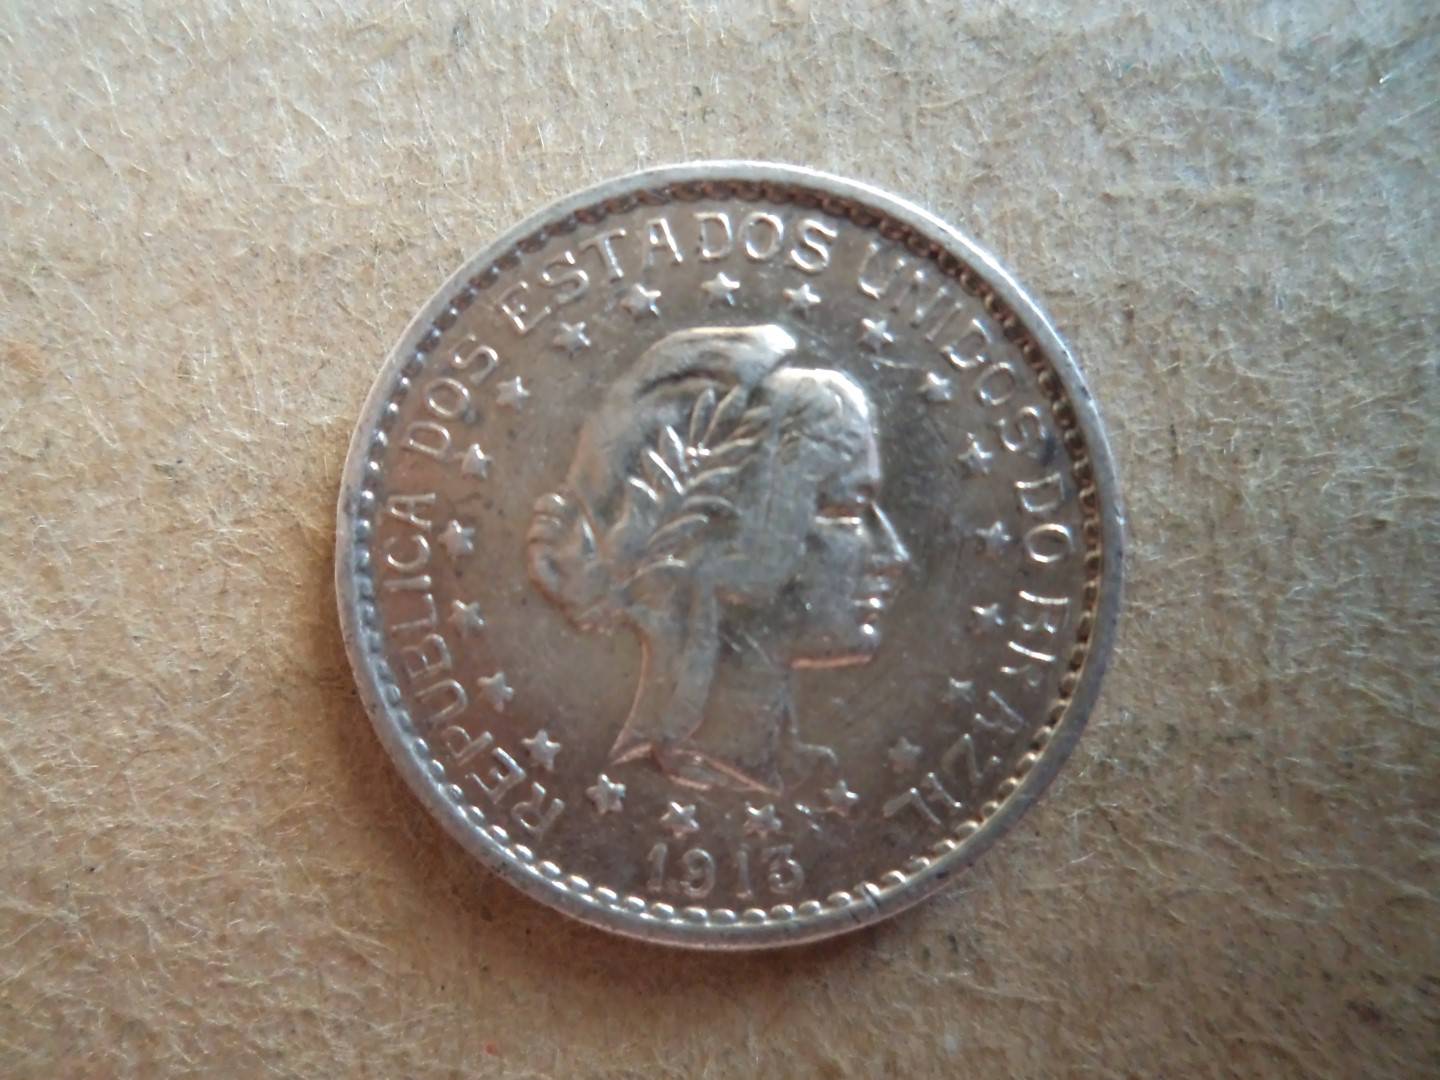 REPUBLICA DOS ESTADOS UNIDOS DO BRAZIL
1913